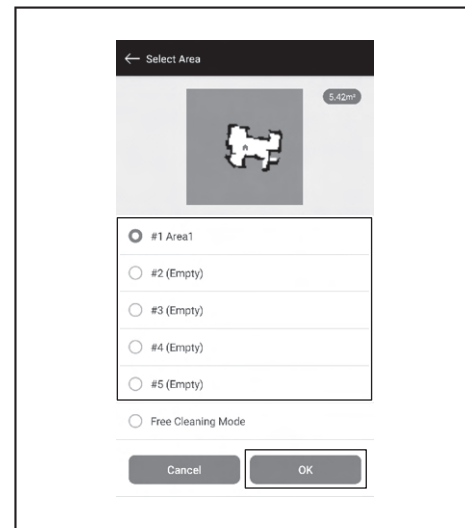 ← Select Area
5.42m²
#1 Area1
#2 (Empty)
#3 (Empty)
#4 (Empty)
#5 (Empty)
Free Cleaning Mode
Cancel OK